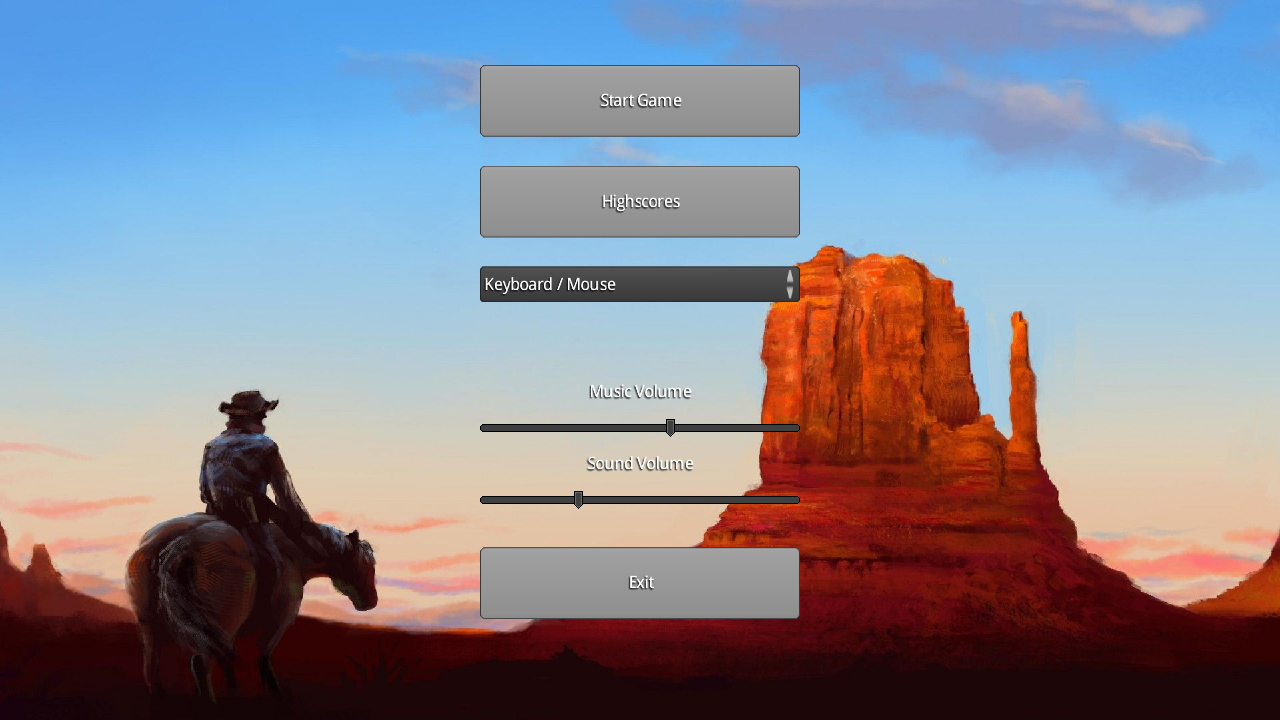 Start Game
Highscores
Keyboard / Mouse
Music Volume
Sound Volume
Exit